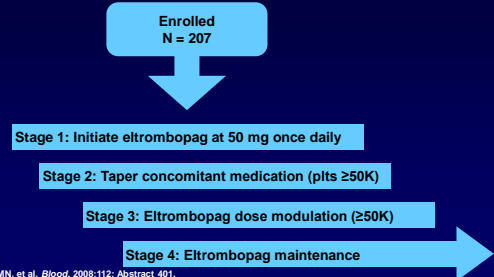 Enrolled
N = 207
Stage 1: Initiate eltrombopag at 50 mg once daily
Stage 2: Taper concomitant medication (plts ≥50K)
Stage 3: Eltrombopag dose modulation (≥50K)
Stage 4: Eltrombopag maintenance
MN, et al. Blood. 2008;112: Abstract 401.